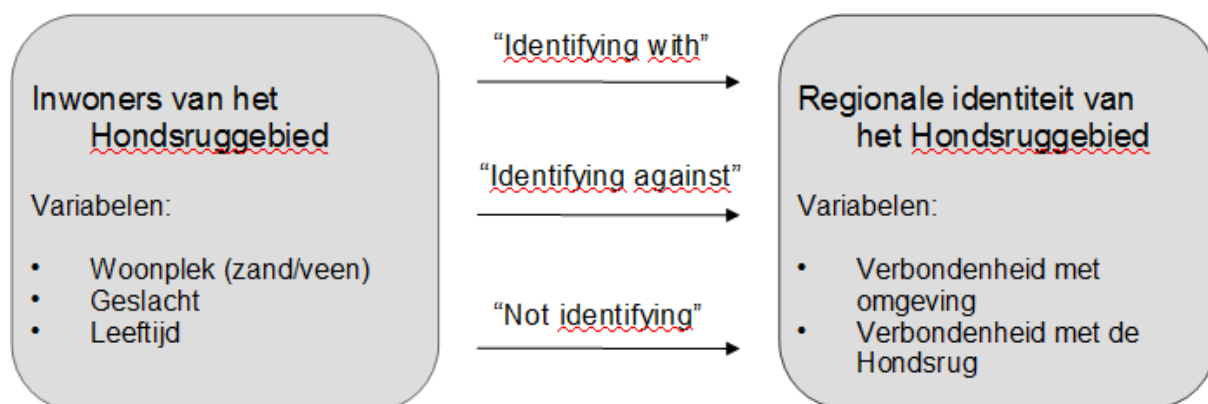 Inwoners van het
Hondsruggebied
Variabelen:
• Woonplek (zand/veen)
• Geslacht
• Leeftijd
“Identifying with”
“Identifying against”
“Not identifying”
Regionale identiteit van
het Hondsruggebied
Variabelen:
• Verbondenheid met
omgeving
• Verbondenheid met de
Hondsrug